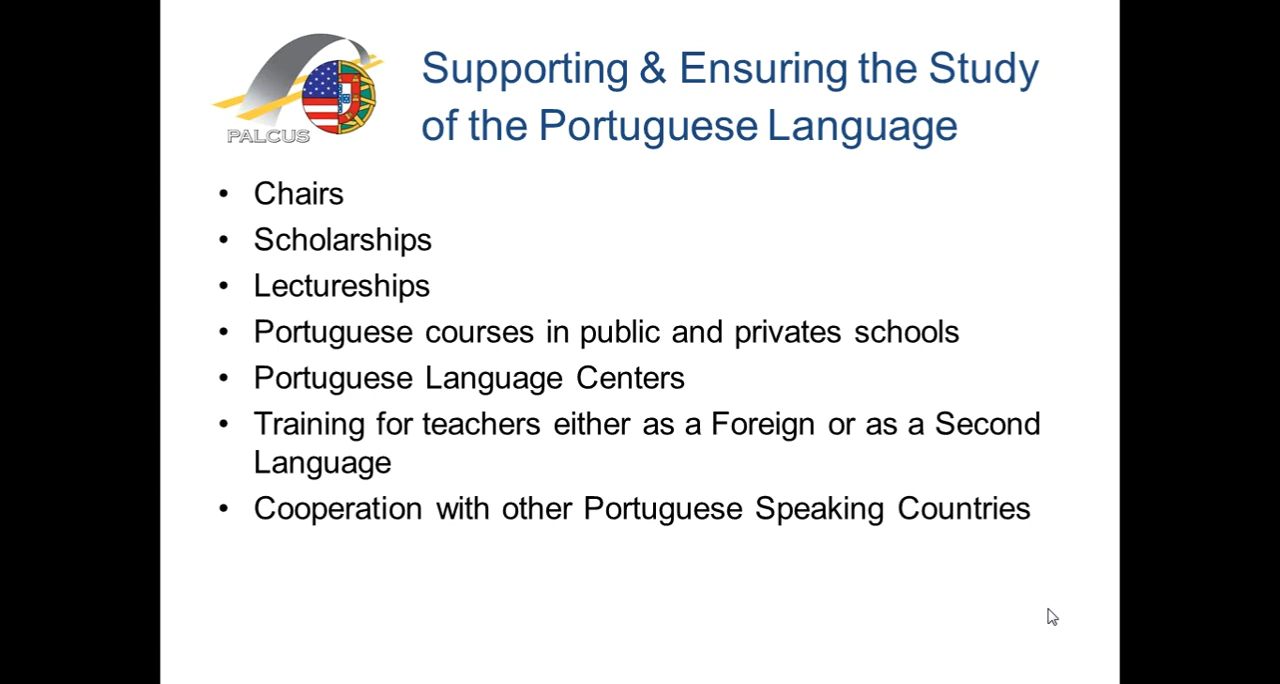 PALCUS
Supporting & Ensuring the Study
of the Portuguese Language
• Chairs
• Scholarships
• Lectureships
• Portuguese courses in public and privates schools
• Portuguese Language Centers
• Training for teachers either as a Foreign or as a Second
Language
• Cooperation with other Portuguese Speaking Countries